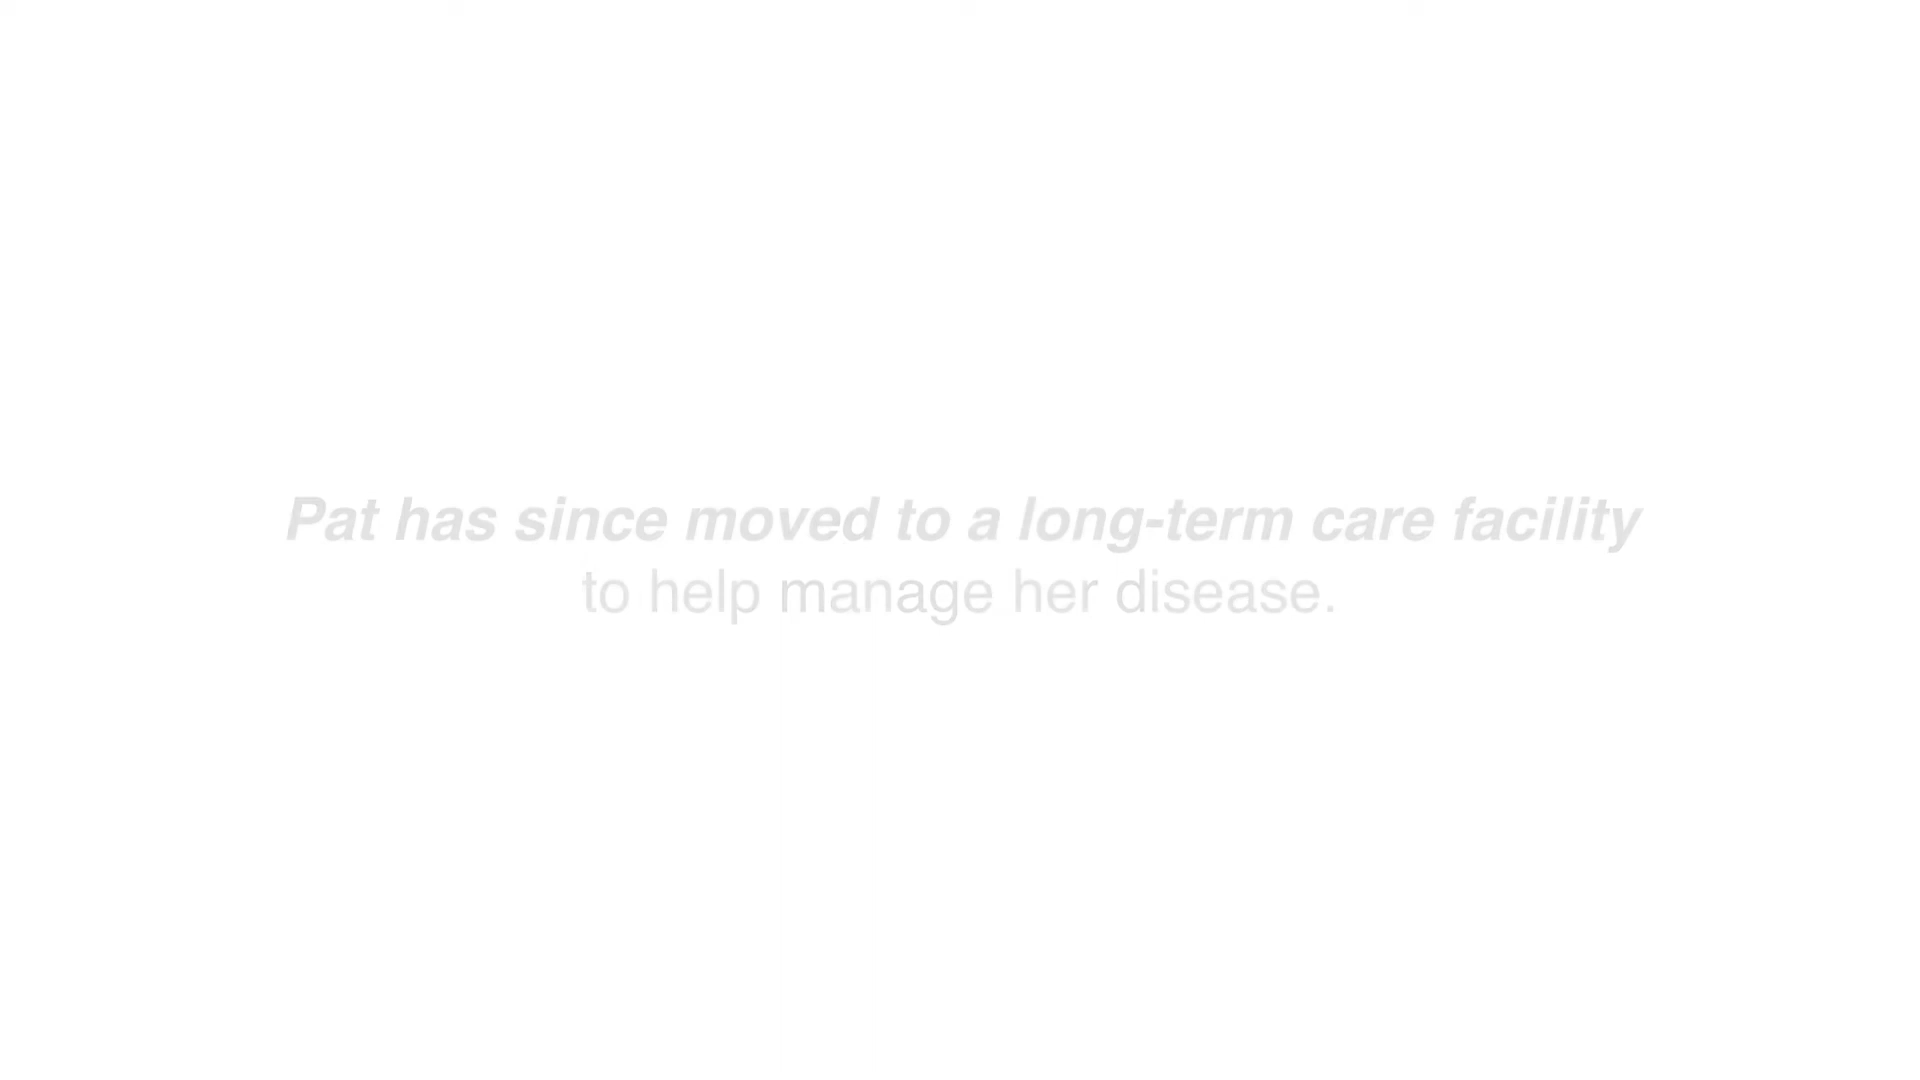 Pat has since moved to a long-term care facility
to help manage her disease.